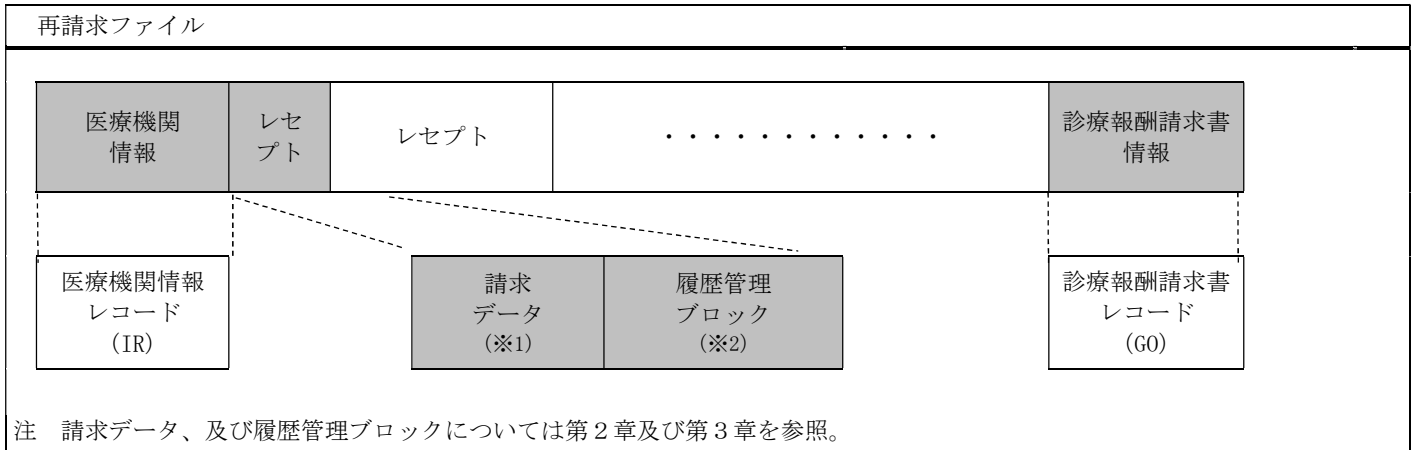 再請求ファイル
医療機関
情報
レセ
プト
レセプト
・・・・・・・・・・・・
診療報酬請求書
情報
医療機関情報
レコード
(IR)
請求
データ
(※1)
履歴管理
ブロック
(※2)
診療報酬請求書
レコード
(GO)
注　請求データ、及び履歴管理ブロックについては第２章及び第３章を参照。